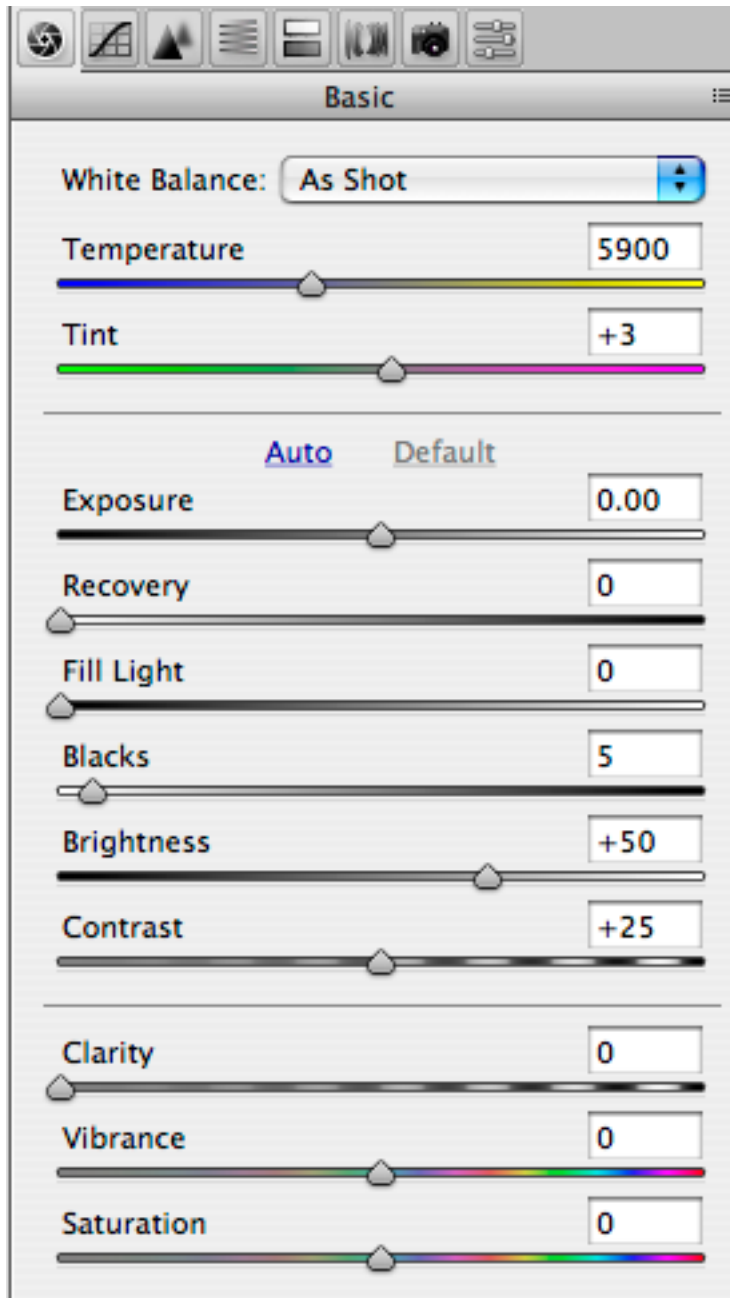 Basic
White Balance: As Shot
Temperature 5900
Tint +3
Auto Default
Exposure 0.00
Recovery 0
Fill Light 0
Blacks 5
Brightness +50
Contrast +25
Clarity 0
Vibrance 0
Saturation 0